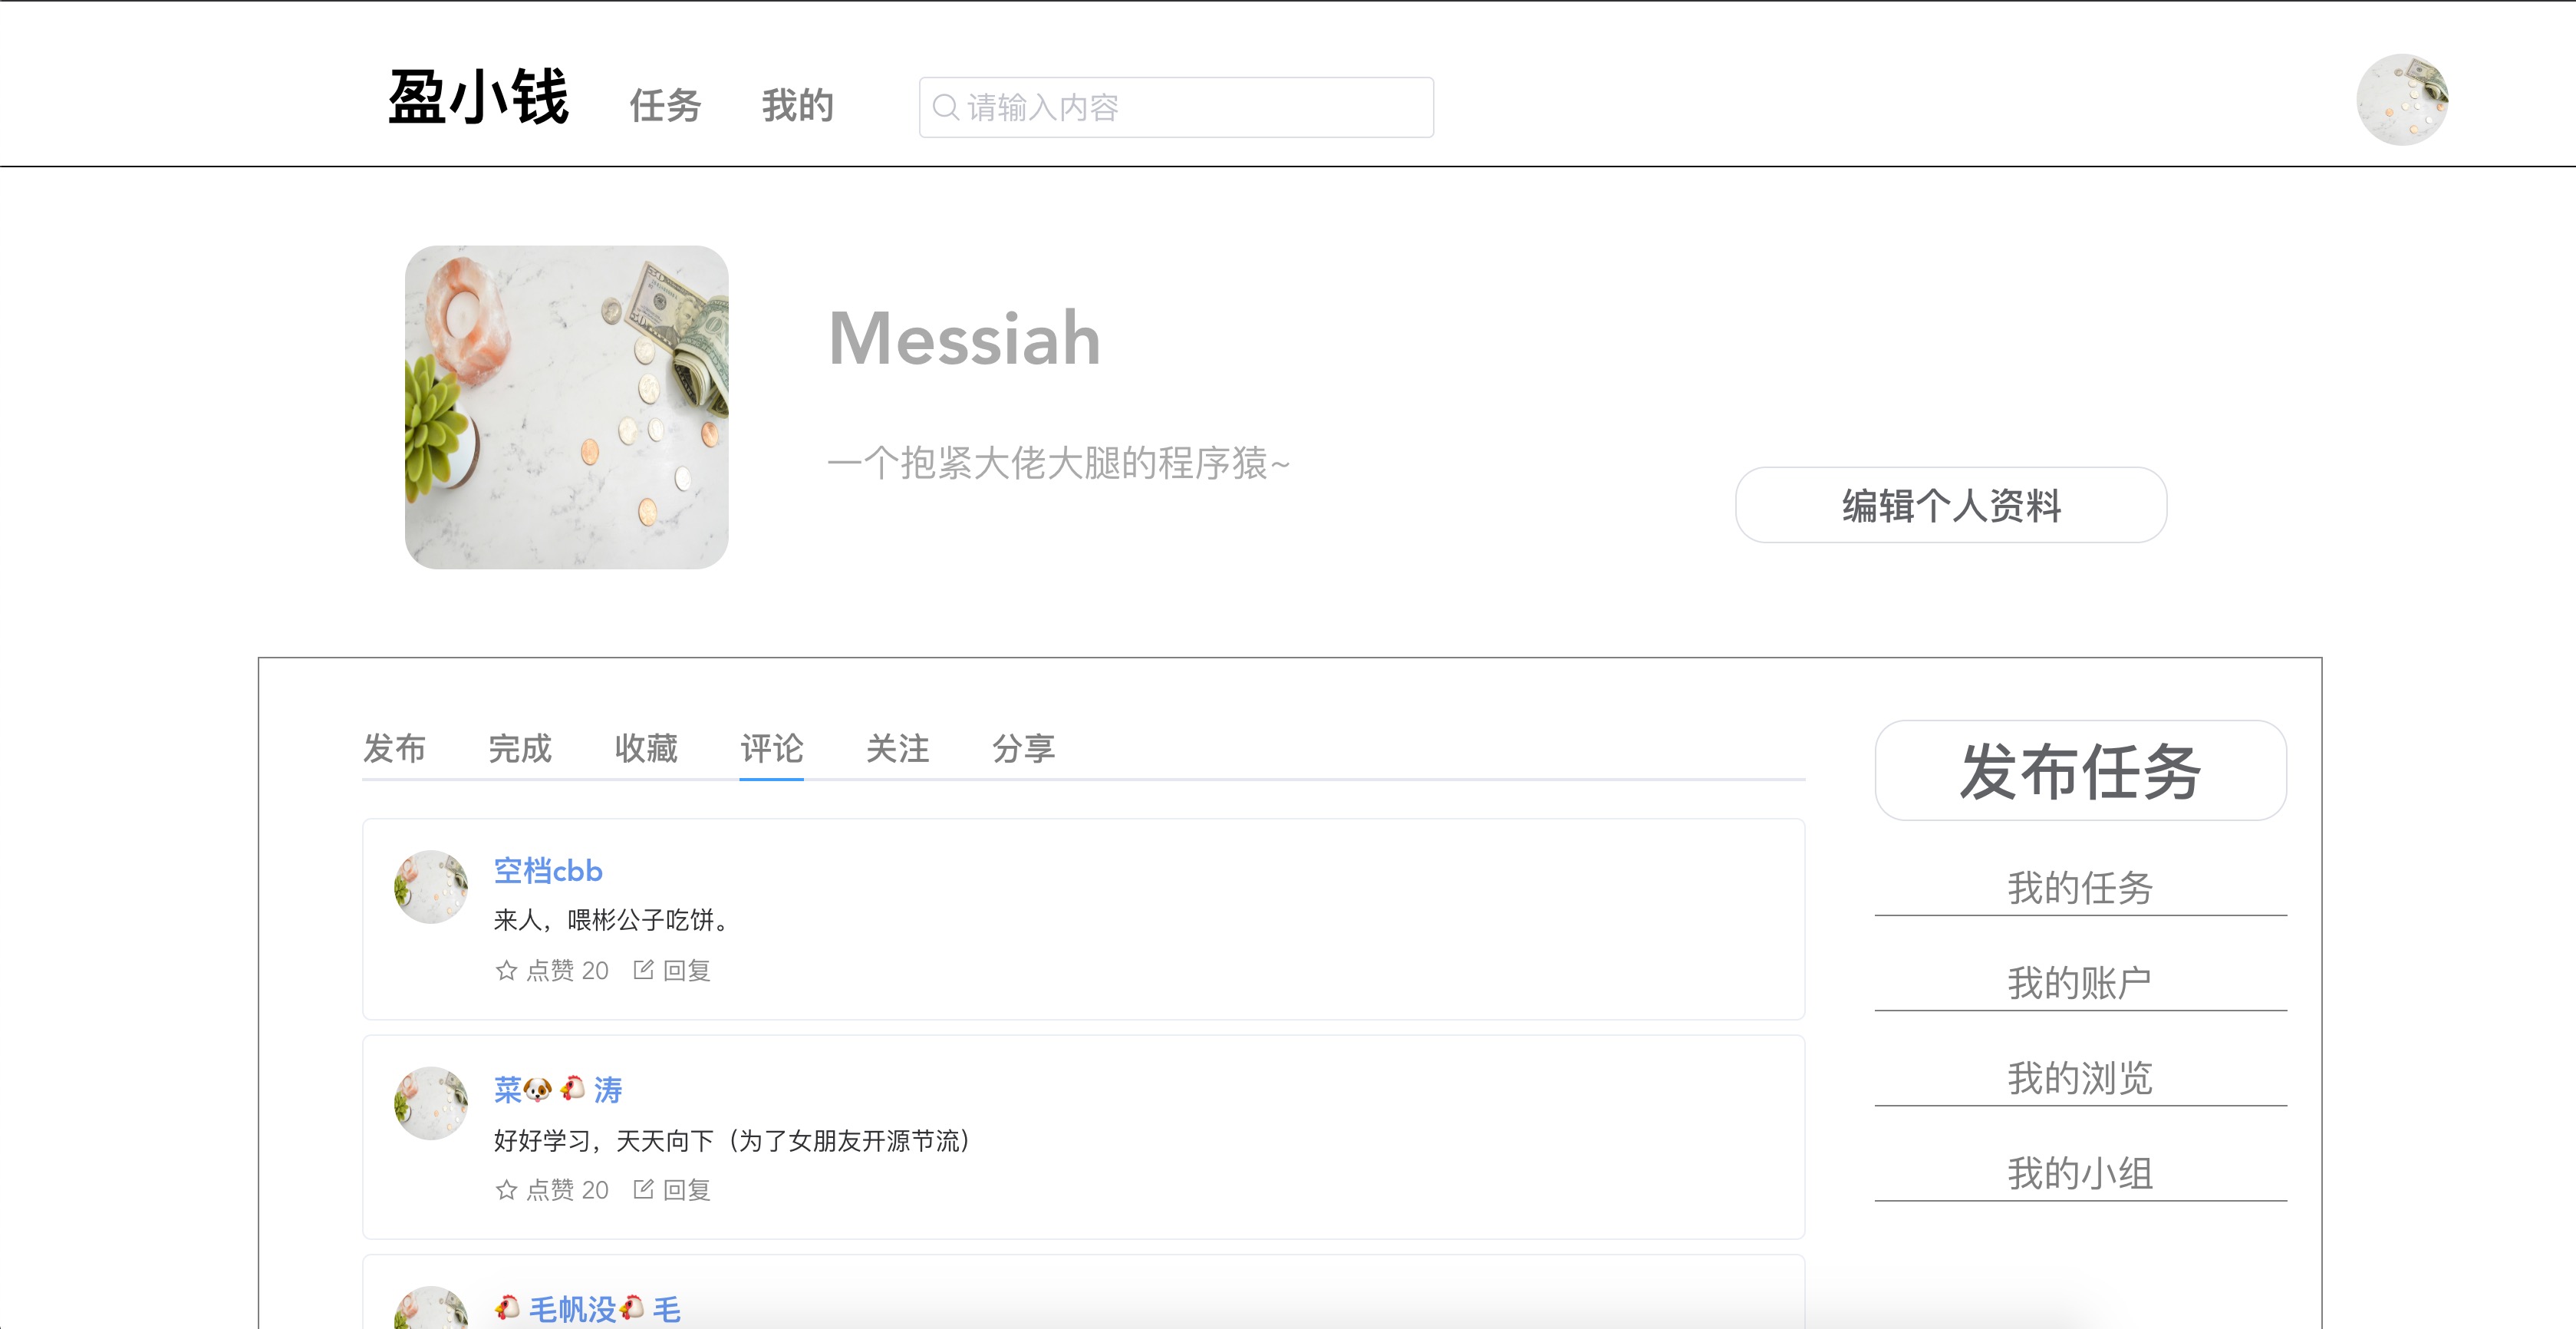 盈小钱 任务 我的 请输入内容
Messiah
一个抱紧大佬大腿的程序猿~
编辑个人资料
发布 完成 收藏 评论 关注 分享
空档cbb
来人，喂彬公子吃饼。
点赞 20 回复
菜🐶🐔涛
好好学习，天天向下（为了女朋友开源节流）
点赞 20 回复
🐔毛帆没🐔毛
发布任务
我的任务
我的账户
我的浏览
我的小组